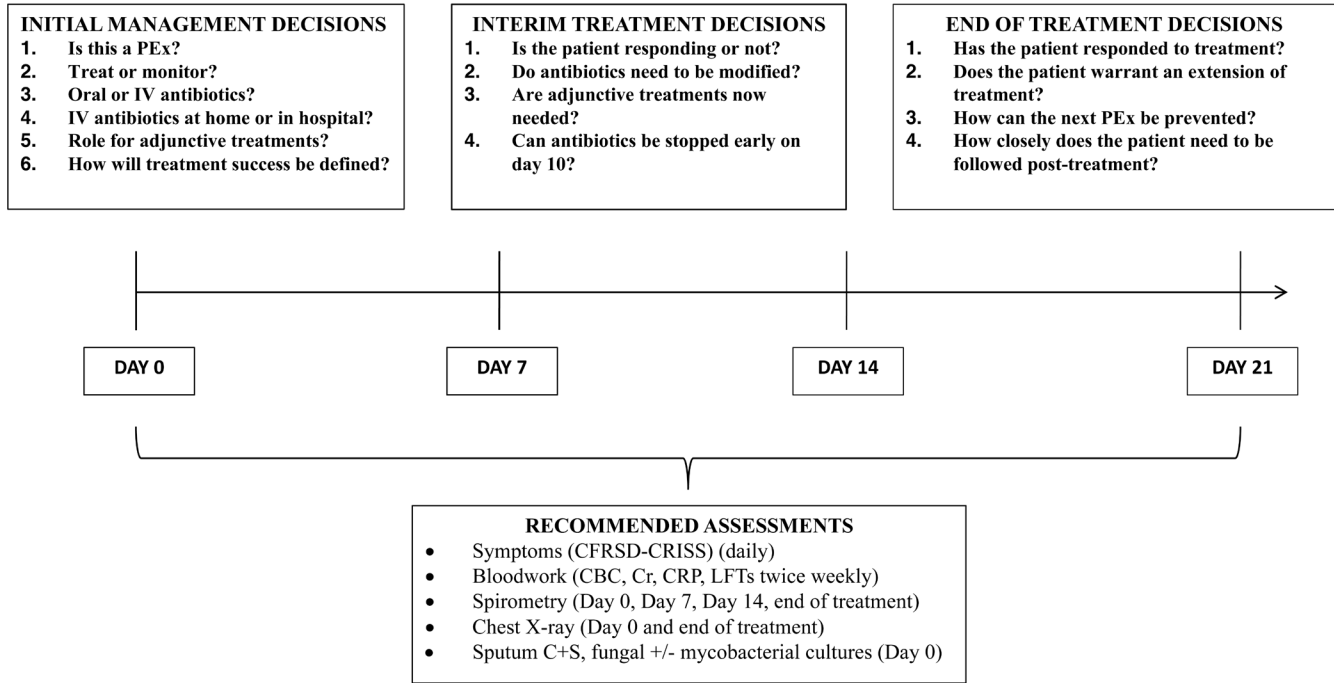 INITIAL MANAGEMENT DECISIONS
1. Is this a PEx?
2. Treat or monitor?
3. Oral or IV antibiotics?
4. IV antibiotics at home or in hospital?
5. Role for adjunctive treatments?
6. How will treatment success be defined?
INTERIM TREATMENT DECISIONS
1. Is the patient responding or not?
2. Do antibiotics need to be modified?
3. Are adjunctive treatments now
needed?
4. Can antibiotics be stopped early on
day 10?
END OF TREATMENT DECISIONS
1. Has the patient responded to treatment?
2. Does the patient warrant an extension of
treatment?
3. How can the next PEx be prevented?
4. How closely does the patient need to be
followed post-treatment?
DAY 0
DAY 7
DAY 14
DAY 21
RECOMMENDED ASSESSMENTS
• Symptoms (CFRSD-CRISS) (daily)
• Bloodwork (CBC, Cr, CRP, LFTs twice weekly)
• Spirometry (Day 0, Day 7, Day 14, end of treatment)
• Chest X-ray (Day 0 and end of treatment)
• Sputum C+S, fungal +/- mycobacterial cultures (Day 0)